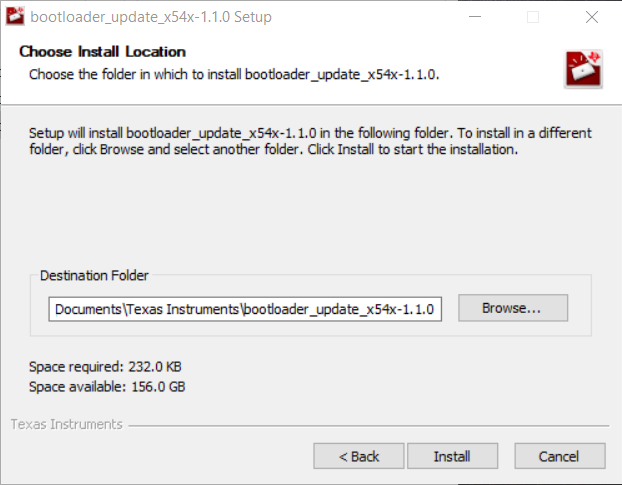 bootloader_update_x54x-1.1.0 Setup
Choose Install Location
Choose the folder in which to install bootloader_update_x54x-1.1.0.
Setup will install bootloader_update_x54x-1.1.0 in the following folder. To install in a different
folder, click Browse and select another folder. Click Install to start the installation.
Destination Folder
Documents\Texas Instruments\bootloader_update_x54x-1.1.0
Browse...
Space required: 232.0 KB
Space available: 156.0 GB
Texas Instruments
< Back
Install
Cancel